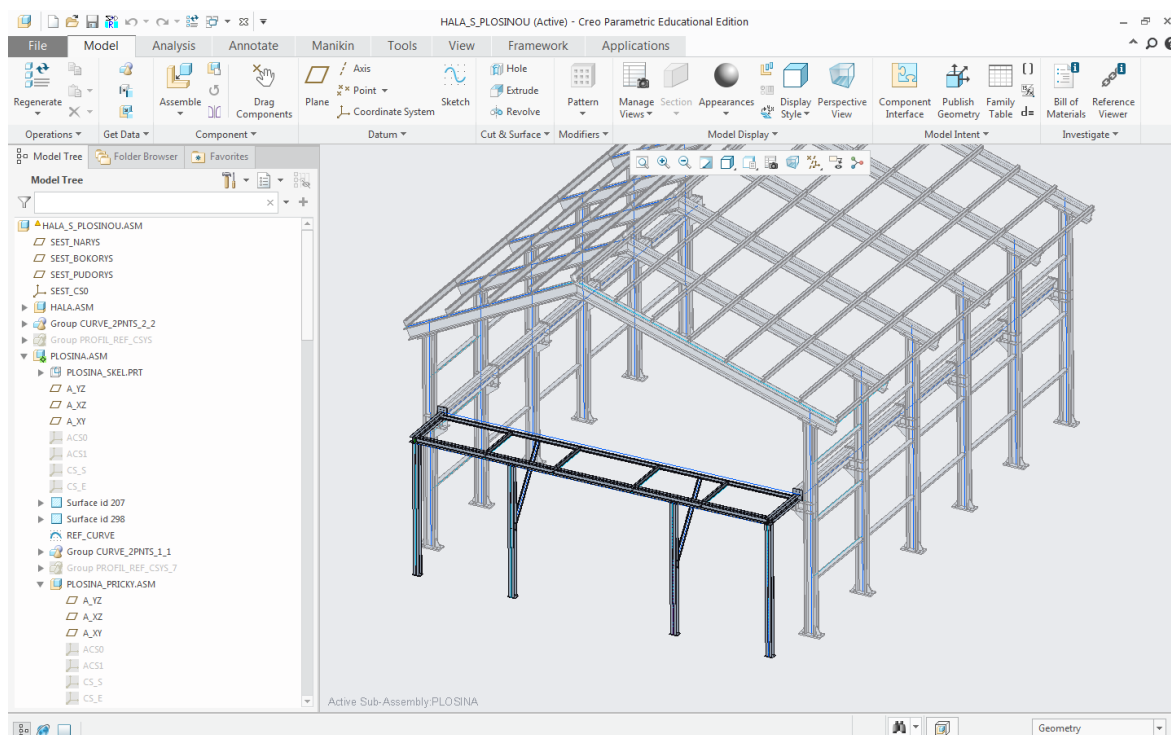 HALA_S_PLOSINOU (Active) - Creo Parametric Educational Edition
File Model Analysis Annotate Manikin Tools View Framework Applications
Regenerate
Assemble
Drag Components
Plane
Axis
Point
Coordinate System
Sketch
Hole
Extrude
Revolve
Pattern
Manage Views
Section
Appearances
Display Style
Perspective View
Component Interface
Publish Geometry
Family Table
d=
Bill of Materials
Reference Viewer
Operations Get Data Component Datum Cut & Surface Modifiers Model Display Model Intent Investigate
Model Tree Folder Browser Favorites
Model Tree
HALA_S_PLOSINOU.ASM
SEST_NARYS
SEST_BOKORYS
SEST_PUDORYS
SEST_CS0
HALA.ASM
Group CURVE_2PNTS_2_2
Group PROFIL_REF_CSYS
PLOSINA.ASM
PLOSINA_SKEL.PRT
A_YZ
A_XZ
A_XY
ACS0
ACS1
CS_S
CS_E
Surface id 207
Surface id 298
REF_CURVE
Group CURVE_2PNTS_1_1
Group PROFIL_REF_CSYS_7
PLOSINA_PRICKY.ASM
A_YZ
A_XZ
A_XY
ACS0
ACS1
CS_S
CS_E
Active Sub-Assembly:PLOSINA
Geometry